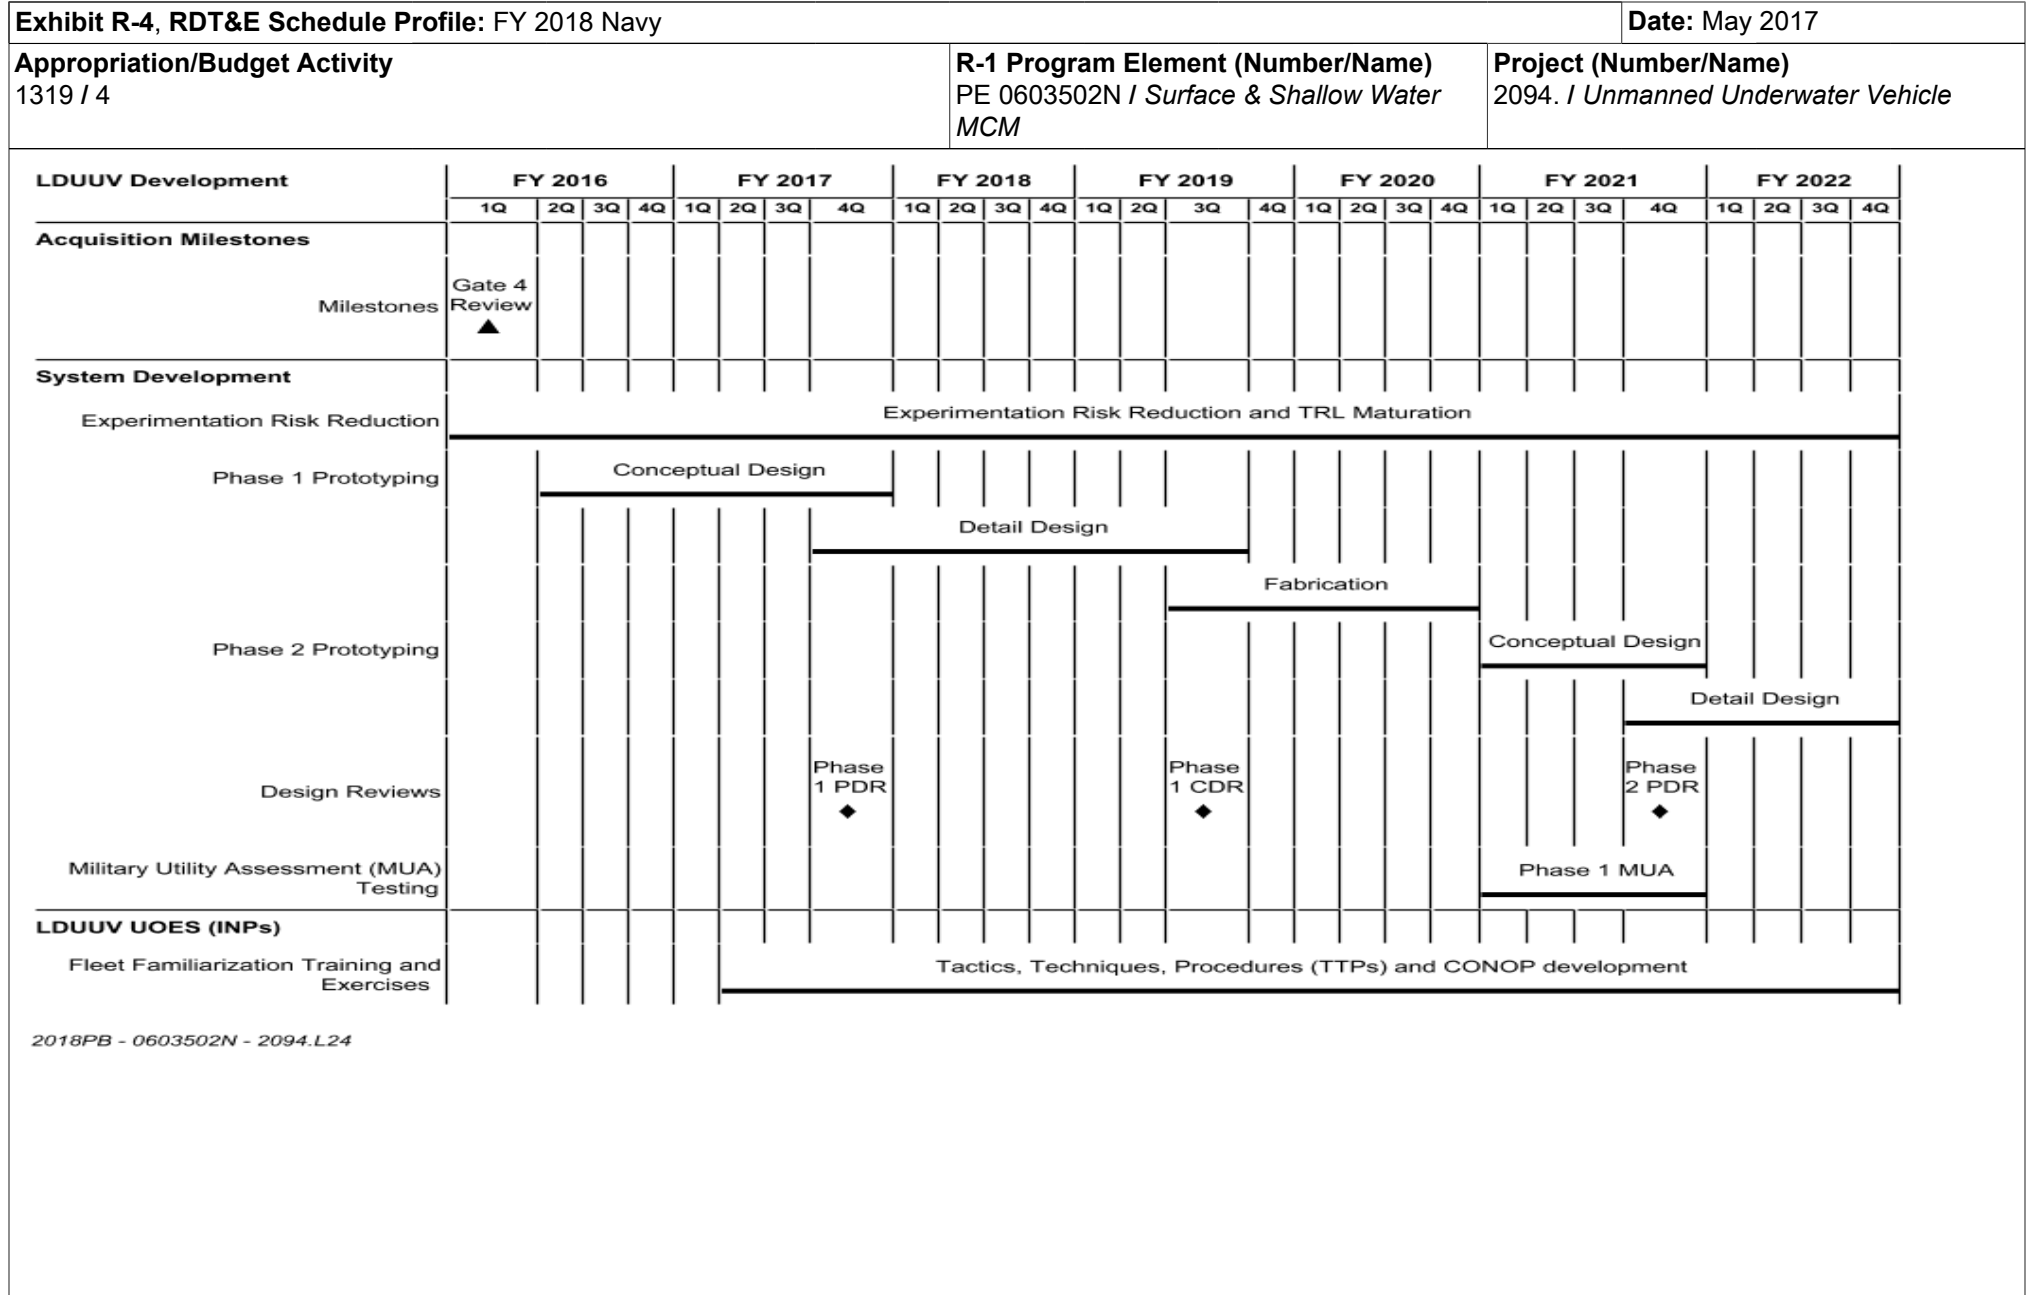 Exhibit R-4, RDT&E Schedule Profile: FY 2018 Navy
Date: May 2017
Appropriation/Budget Activity
1319 / 4
R-1 Program Element (Number/Name)
PE 0603502N / Surface & Shallow Water
MCM
Project (Number/Name)
2094. / Unmanned Underwater Vehicle
LDUUV Development
FY 2016 FY 2017 FY 2018 FY 2019 FY 2020 FY 2021 FY 2022
1Q 2Q 3Q 4Q 1Q 2Q 3Q 4Q 1Q 2Q 3Q 4Q 1Q 2Q 3Q 4Q 1Q 2Q 3Q 4Q 1Q 2Q 3Q 4Q 1Q 2Q 3Q 4Q
Acquisition Milestones
Milestones
Gate 4
Review
System Development
Experimentation Risk Reduction
Experimentation Risk Reduction and TRL Maturation
Phase 1 Prototyping
Conceptual Design
Detail Design
Fabrication
Phase 2 Prototyping
Conceptual Design
Detail Design
Design Reviews
Phase
1 PDR
Phase
1 CDR
Phase
2 PDR
Military Utility Assessment (MUA)
Testing
Phase 1 MUA
LDUUV UOES (INPs)
Fleet Familiarization Training and
Exercises
Tactics, Techniques, Procedures (TTPs) and CONOP development
2018PB - 0603502N - 2094.L24